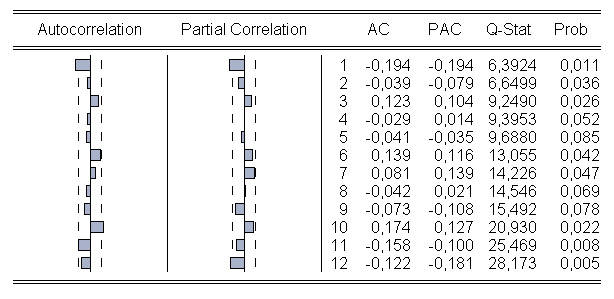 Autocorrelation Partial Correlation AC PAC Q-Stat Prob
1 -0,194 -0,194 6,3924 0,011
2 -0,039 -0,079 6,6499 0,036
3 0,123 0,104 9,2490 0,026
4 -0,029 0,014 9,3953 0,052
5 -0,041 -0,035 9,6880 0,085
6 0,139 0,116 13,055 0,042
7 0,081 0,139 14,226 0,047
8 -0,042 0,021 14,546 0,069
9 -0,073 -0,108 15,492 0,078
10 0,174 0,127 20,930 0,022
11 -0,158 -0,100 25,469 0,008
12 -0,122 -0,181 28,173 0,005